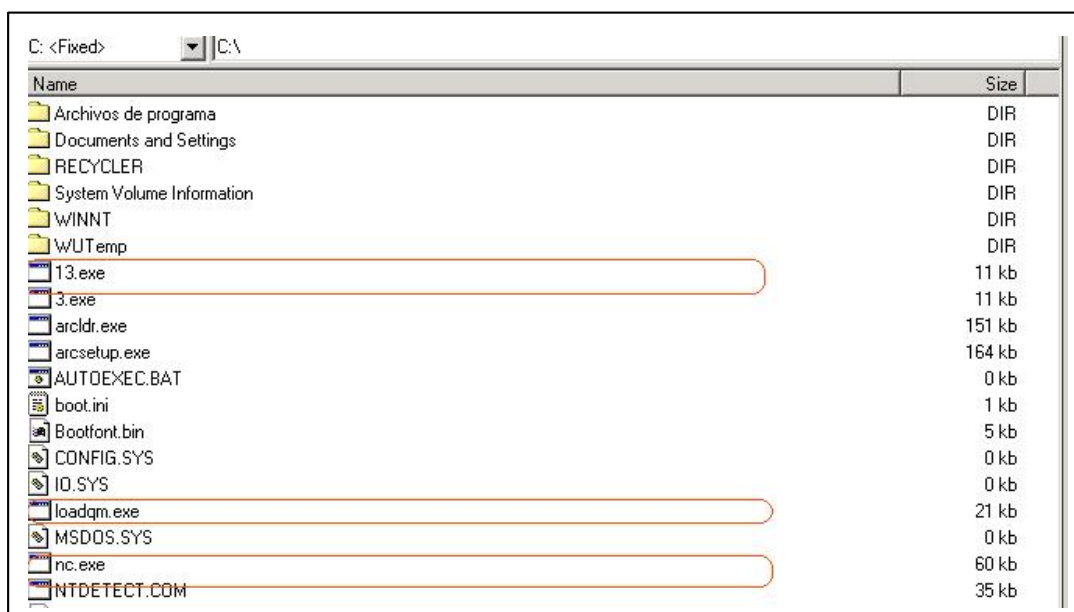 C: <Fixed> C:\
Name Size
Archivos de programa DIR
Documents and Settings DIR
RECYCLER DIR
System Volume Information DIR
WINNT DIR
WUTemp DIR
13.exe 11 kb
3.exe 11 kb
arcldr.exe 151 kb
arcsetup.exe 164 kb
AUTOEXEC.BAT 0 kb
boot.ini 1 kb
Bootfont.bin 5 kb
CONFIG.SYS 0 kb
IO.SYS 0 kb
loadqm.exe 21 kb
MSDOS.SYS 0 kb
nc.exe 60 kb
NTDETECT.COM 35 kb